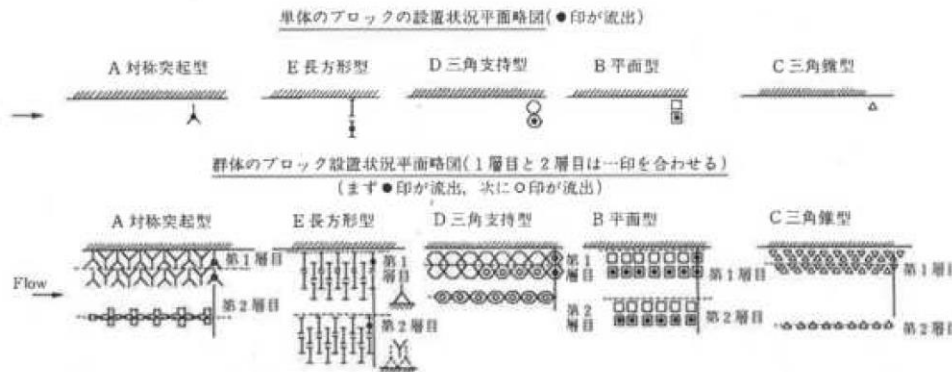 単体のブロックの設置状況平面略図(●印が流出)
A 対称突起型 E 長方形型 D 三角支持型 B 平面型 C 三角錐型
群体のブロック設置状況平面略図(1層目と2層目は一印を合わせる)
(まず●印が流出, 次に○印が流出)
A 対称突起型 E 長方形型 D 三角支持型 B 平面型 C 三角錐型
第1層目 第1層目 第1層目 第1層目 第1層目
Flow
第2層目 第2層目 第2層目 第2層目 第2層目